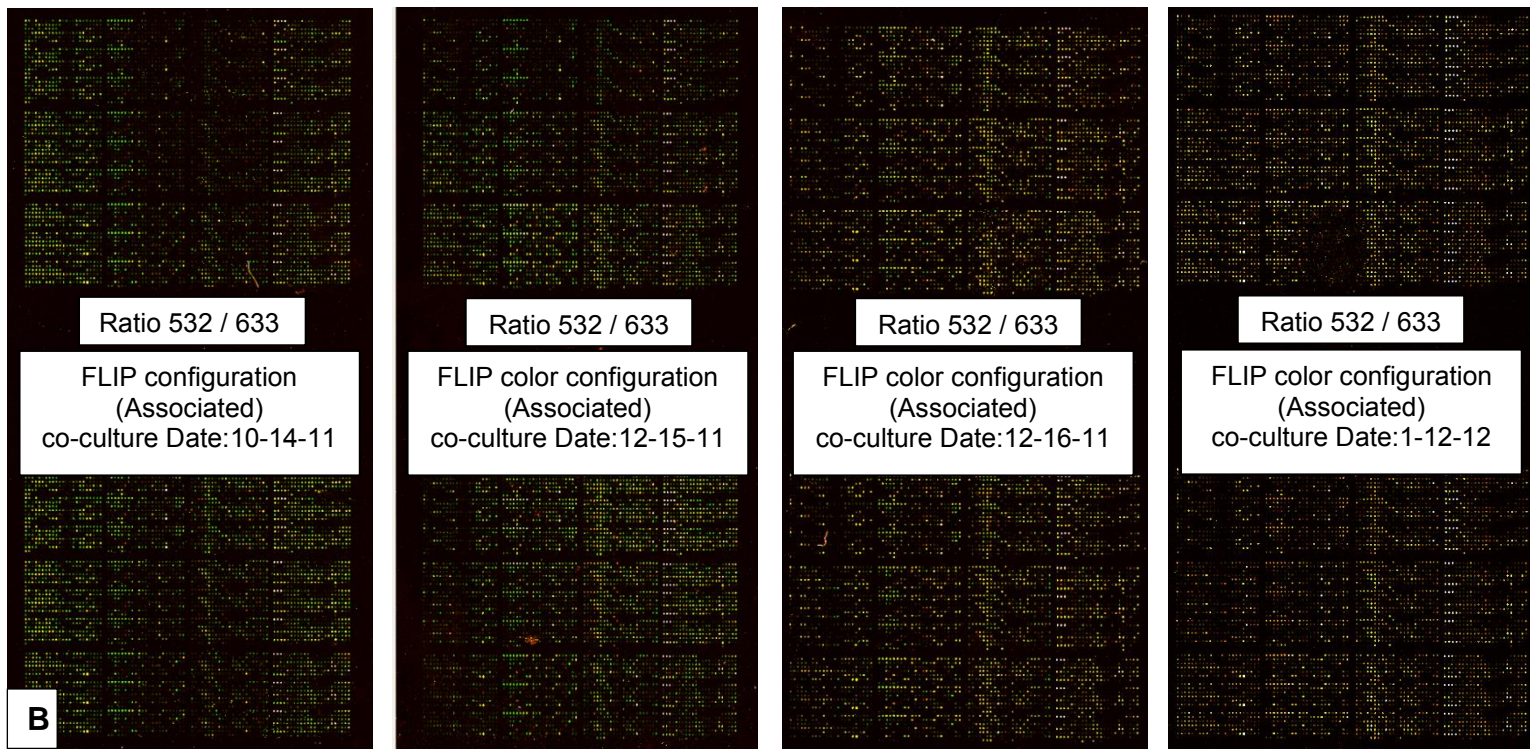 Ratio 532 / 633
FLIP configuration
(Associated)
co-culture Date:10-14-11
Ratio 532 / 633
FLIP color configuration
(Associated)
co-culture Date:12-15-11
Ratio 532 / 633
FLIP color configuration
(Associated)
co-culture Date:12-16-11
Ratio 532 / 633
FLIP color configuration
(Associated)
co-culture Date:1-12-12
B